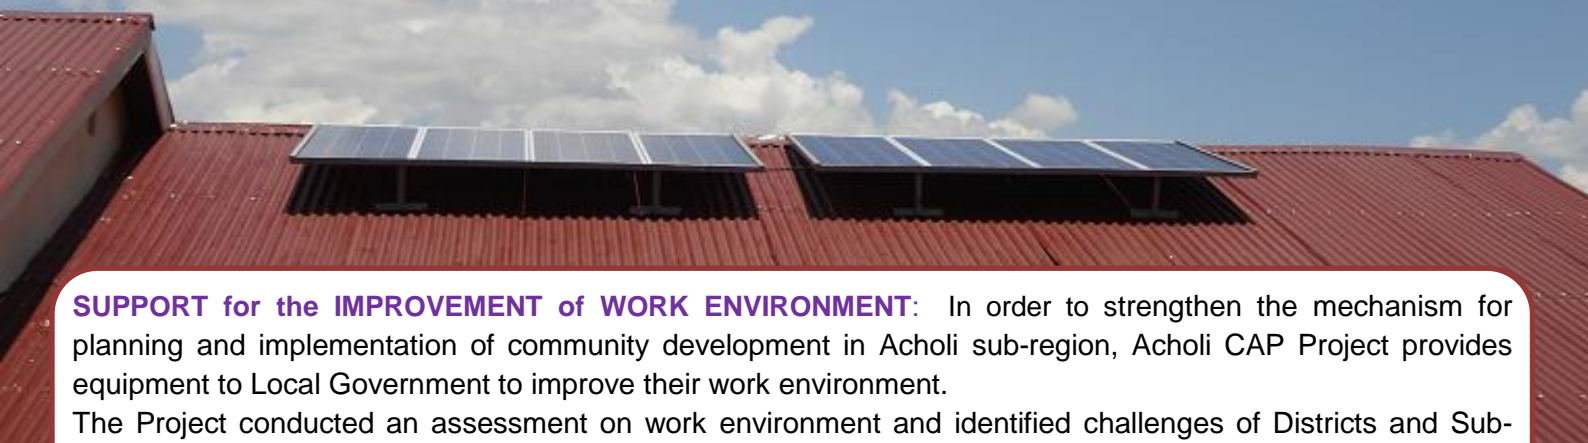 SUPPORT for the IMPROVEMENT of WORK ENVIRONMENT: In order to strengthen the mechanism for
planning and implementation of community development in Acholi sub-region, Acholi CAP Project provides
equipment to Local Government to improve their work environment.
The Project conducted an assessment on work environment and identified challenges of Districts and Sub-